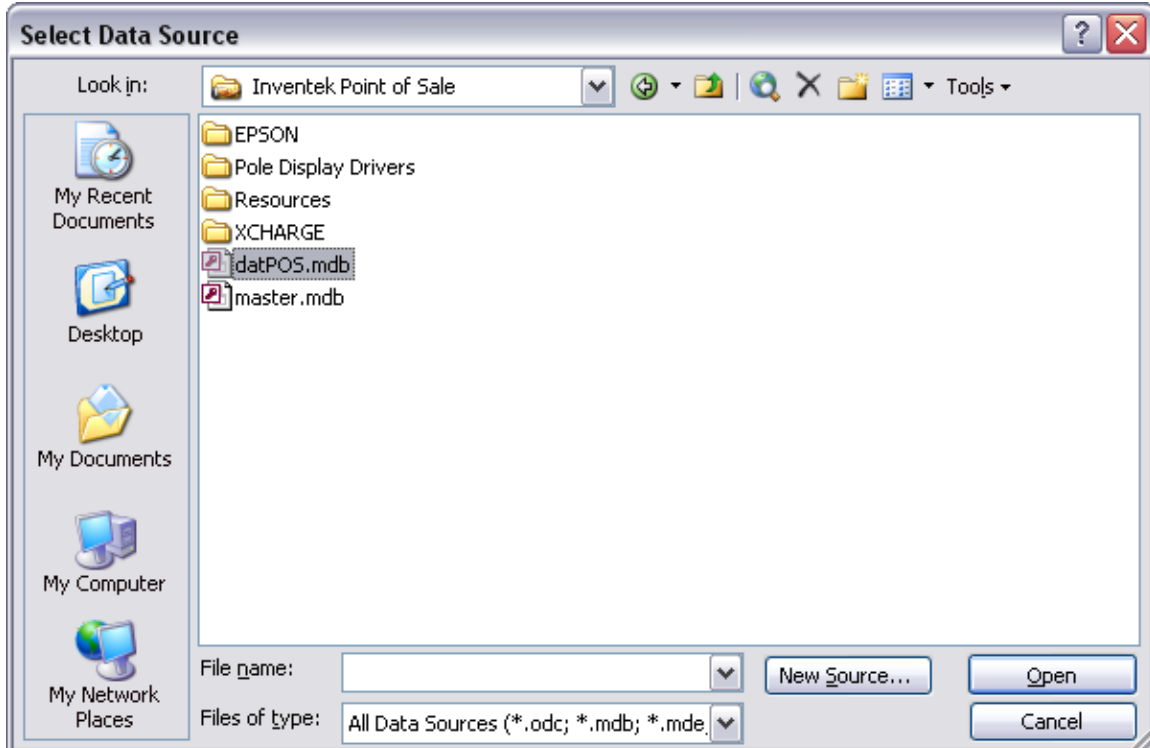 Select Data Source
?
Look in:
Inventek Point of Sale
Tools
EPSON
Pole Display Drivers
Resources
XCHARGE
datPOS.mdb
master.mdb
My Recent
Documents
Desktop
My Documents
My Computer
My Network
Places
File name:
New Source...
Open
Files of type:
All Data Sources (*.odc; *.mdb; *.mde;
Cancel